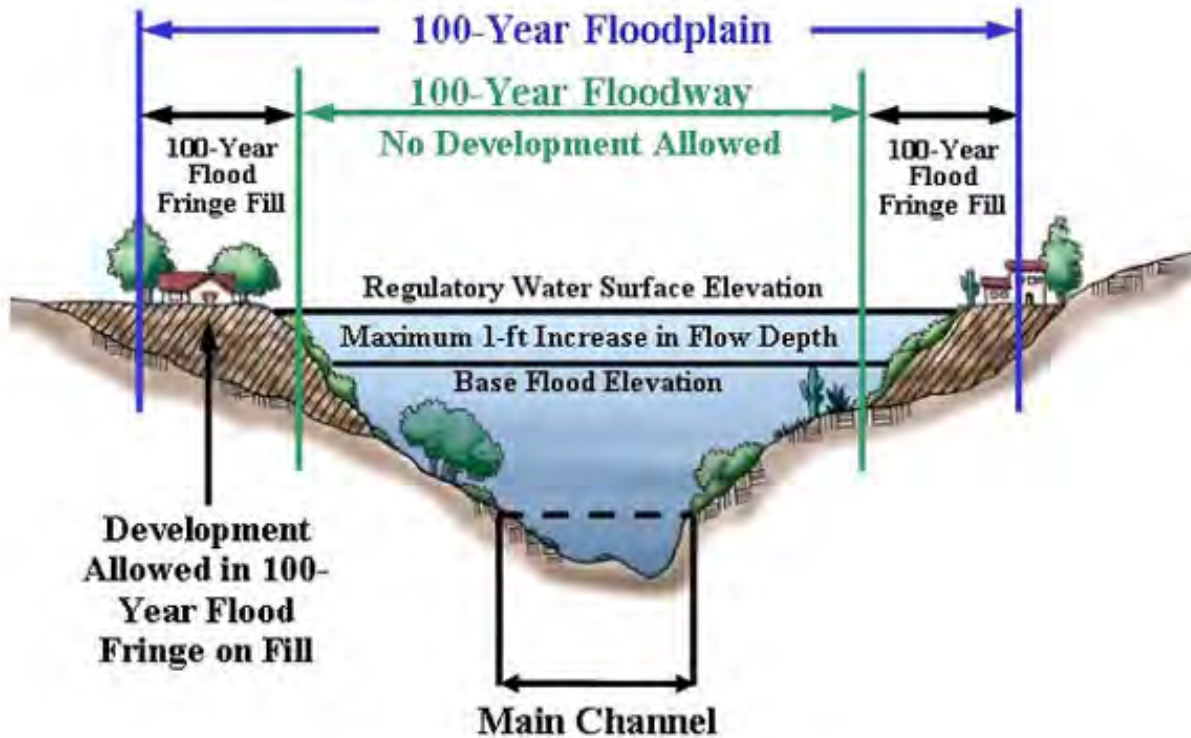 100-Year Floodplain
100-Year Floodway
No Development Allowed
100-Year
Flood
Fringe Fill
100-Year
Flood
Fringe Fill
Regulatory Water Surface Elevation
Maximum 1-ft Increase in Flow Depth
Base Flood Elevation
Development
Allowed in 100-
Year Flood
Fringe on Fill
Main Channel